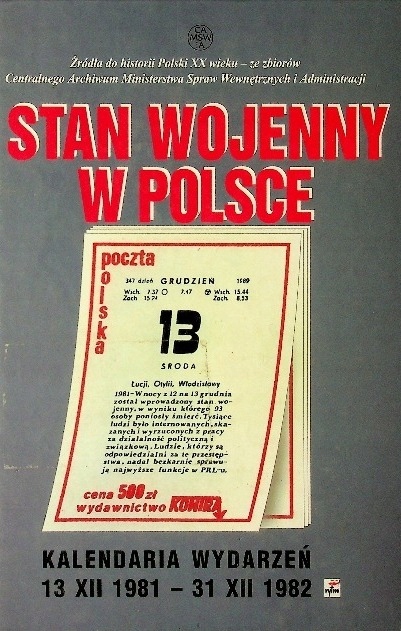 CA
MSW
A
Źródła do historii Polski XX wieku – ze zbiorów
Centralnego Archiwum Ministerstwa Spraw Wewnętrznych i Administracji
STAN WOJENNY
W POLSCE
poczta
polska
347 dzień GRUDZIEŃ 1989
Wsch. 7.37 7.47 Wsch. 15.44
Zach. 15.24 Zach. 8.53
13
ŚRODA
Łucji, Otylii, Włodzisławy
1981–W nocy z 12 na 13 grudnia
został wprowadzony stan wo-
jenny, w wyniku którego 93
osoby poniosły śmierć. Tysiące
ludzi było internowanych, ska-
zanych i wyrzuconych z pracy
za działalność polityczną i
związkową. Ludzie, którzy są
odpowiedzialni za te przestęp-
stwa, nadal bezkarnie sprawu-
ją najwyższe funkcje w PRL-u.
cena 500 zł
wydawnictwo
KALENDARIA WYDARZEŃ
13 XII 1981 – 31 XII 1982